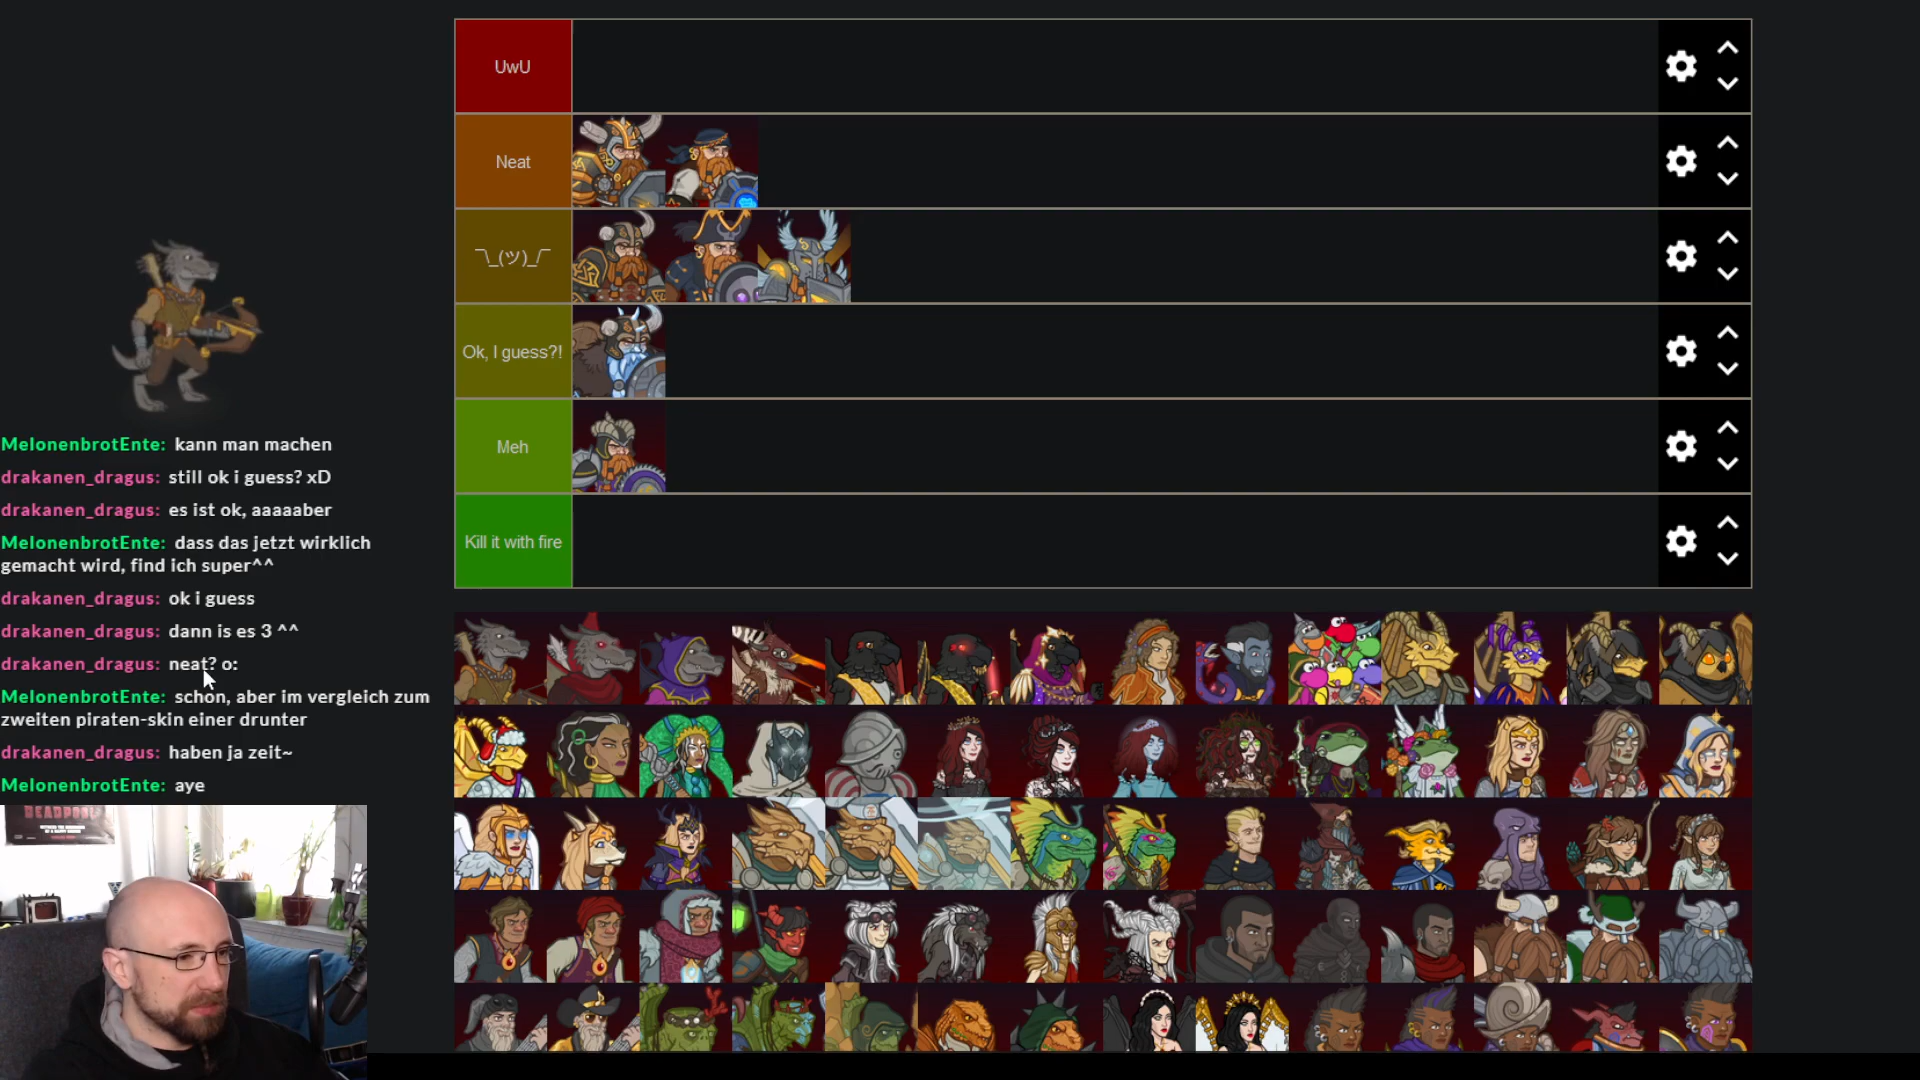 UwU
Neat
¯\_(ツ)_/¯
Ok, I guess?!
Meh
Kill it with fire
MelonenbrotEnte: kann man machen
drakanen_dragus: still ok i guess? xD
drakanen_dragus: es ist ok, aaaaaber
MelonenbrotEnte: dass das jetzt wirklich
gemacht wird, find ich super^^
drakanen_dragus: ok i guess
drakanen_dragus: dann is es 3 ^^
drakanen_dragus: neat? o:
MelonenbrotEnte: schon, aber im vergleich zum
zweiten piraten-skin einer drunter
drakanen_dragus: haben ja zeit~
MelonenbrotEnte: aye
DEADPOOL